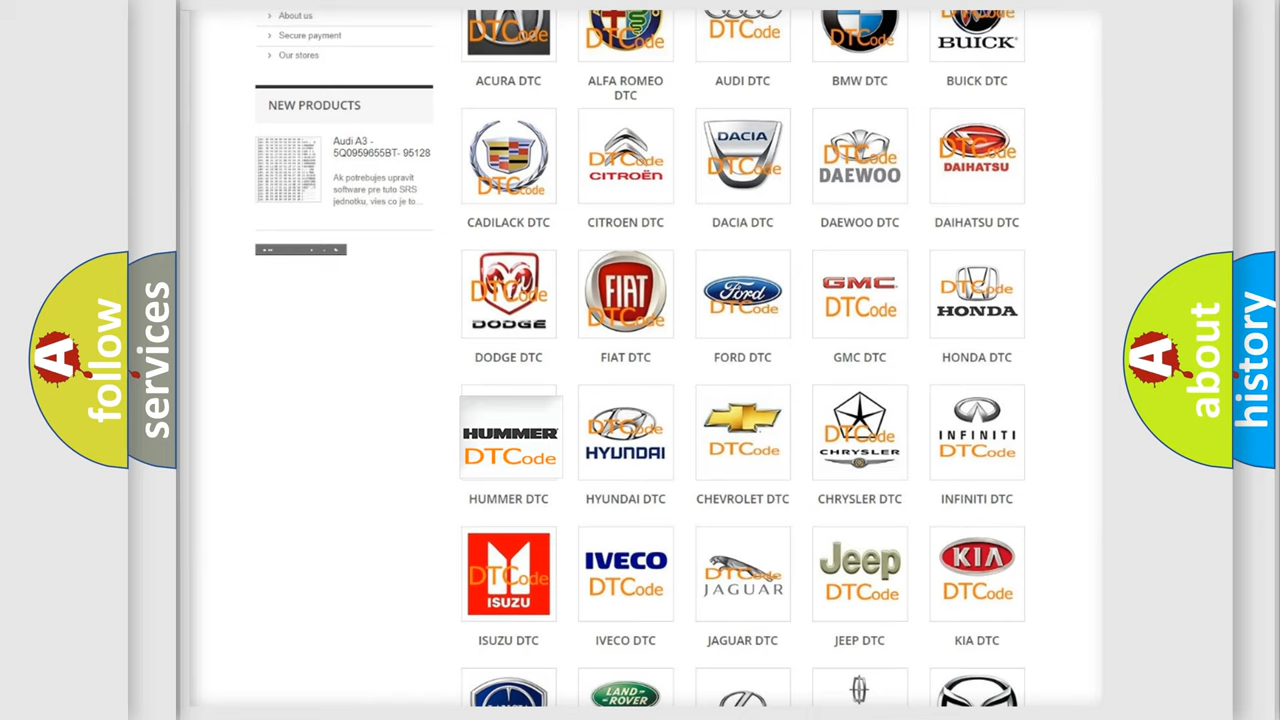 About us
Secure payment
Our stores
NEW PRODUCTS
Audi A3 -
5Q0959655BT- 95128
Ak potrebujes upravit
software pre tuto SRS
jednotku, vies co je to...
A follow
services
DTCode
DTCode
DTCode
DTCode
DTCode
BUICK
ACURA DTC
ALFA ROMEO
DTC
AUDI DTC
BMW DTC
BUICK DTC
DTCode
DTCode
CITROËN
DACIA
DTCode
DTCode
DAEWOO
DTCode
DAIHATSU
CADILACK DTC
CITROEN DTC
DACIA DTC
DAEWOO DTC
DAIHATSU DTC
DTCode
DODGE
FIAT
DTCode
Ford
DTCode
GMC
DTCode
DTCode
HONDA
DODGE DTC
FIAT DTC
FORD DTC
GMC DTC
HONDA DTC
HUMMER
DTCode
DTCode
HYUNDAI
DTCode
DTCode
CHRYSLER
INFINITI
DTCode
HUMMER DTC
HYUNDAI DTC
CHEVROLET DTC
CHRYSLER DTC
INFINITI DTC
DTCode
ISUZU
IVECO
DTCode
DTCode
JAGUAR
Jeep
DTCode
KIA
DTCode
ISUZU DTC
IVECO DTC
JAGUAR DTC
JEEP DTC
KIA DTC
LAND-
ROVER
A about
history